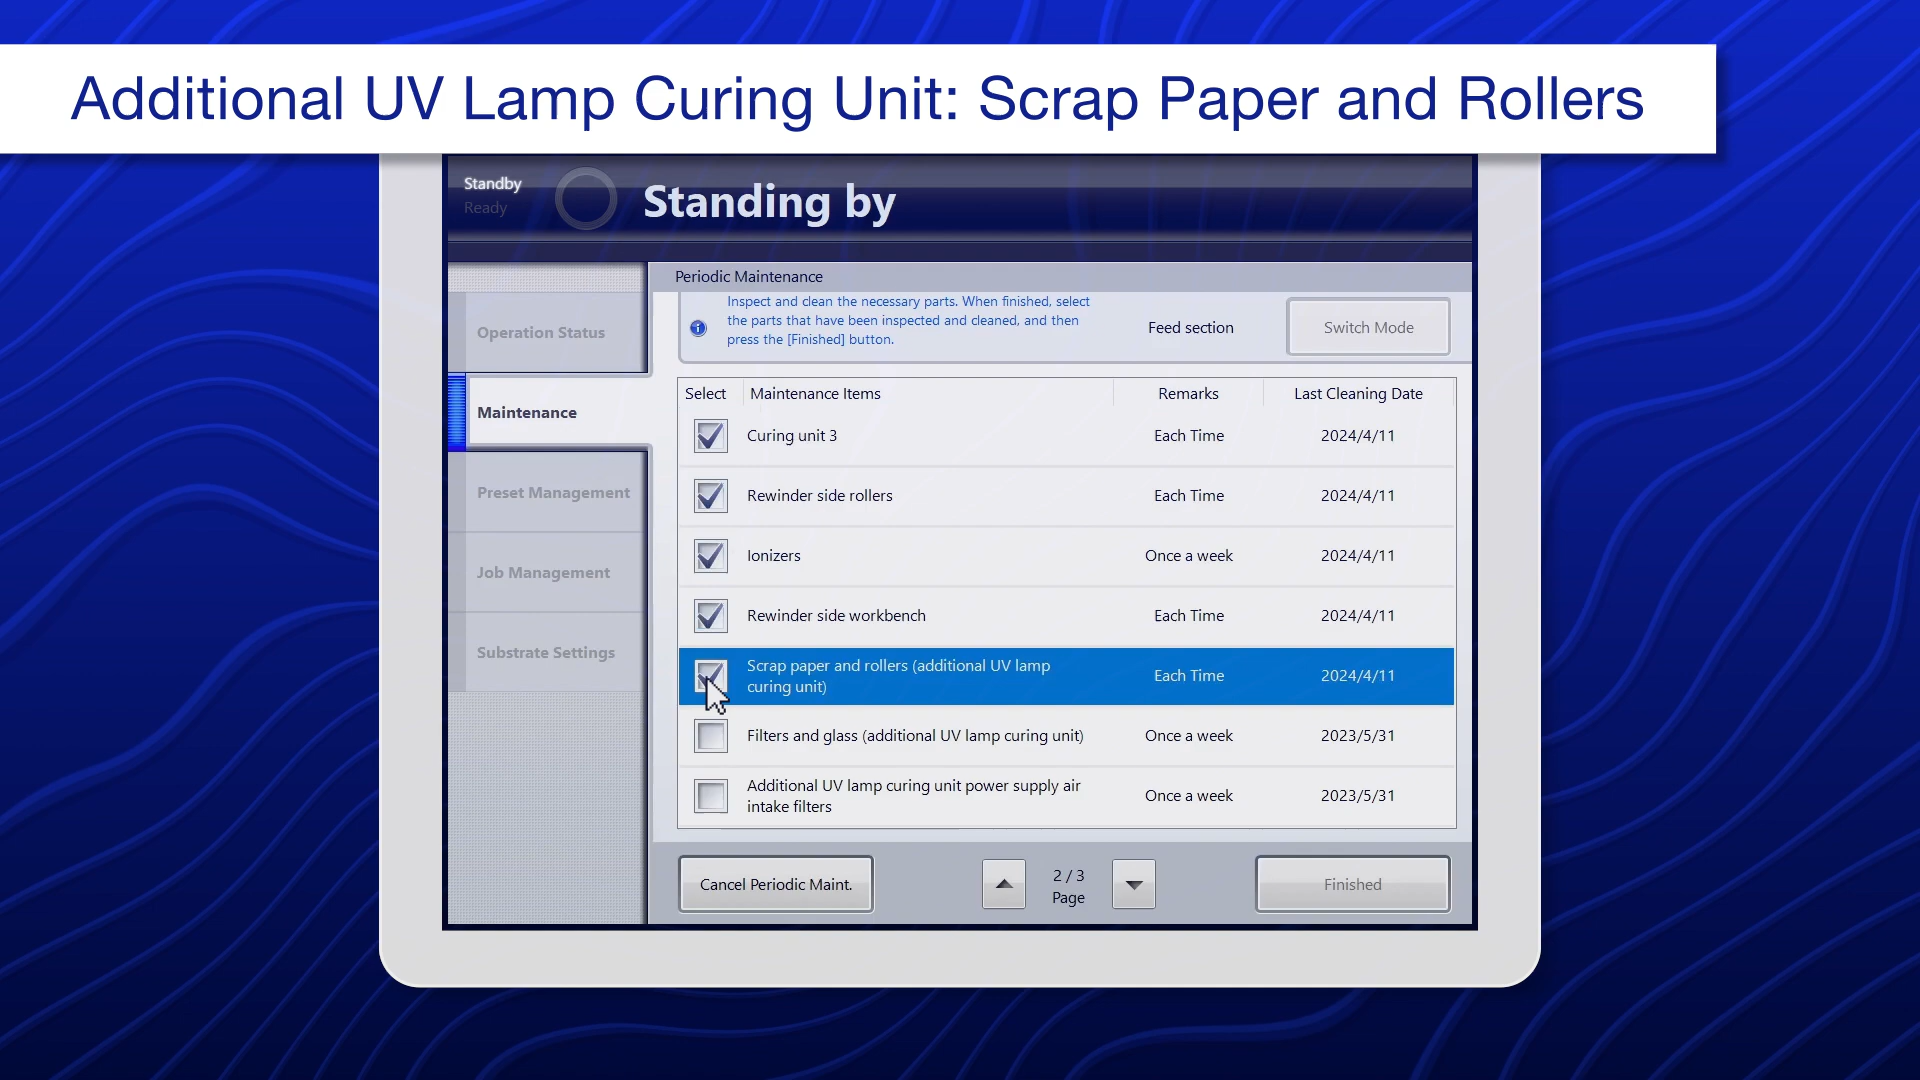 Additional UV Lamp Curing Unit: Scrap Paper and Rollers
Standby
Ready
Standing by
Operation Status
Maintenance
Preset Management
Job Management
Substrate Settings
Periodic Maintenance
Inspect and clean the necessary parts. When finished, select
the parts that have been inspected and cleaned, and then
press the [Finished] button.
Feed section
Switch Mode
Select Maintenance Items Remarks Last Cleaning Date
Curing unit 3 Each Time 2024/4/11
Rewinder side rollers Each Time 2024/4/11
Ionizers Once a week 2024/4/11
Rewinder side workbench Each Time 2024/4/11
Scrap paper and rollers (additional UV lamp
curing unit) Each Time 2024/4/11
Filters and glass (additional UV lamp curing unit) Once a week 2023/5/31
Additional UV lamp curing unit power supply air
intake filters Once a week 2023/5/31
Cancel Periodic Maint.
2 / 3
Page
Finished